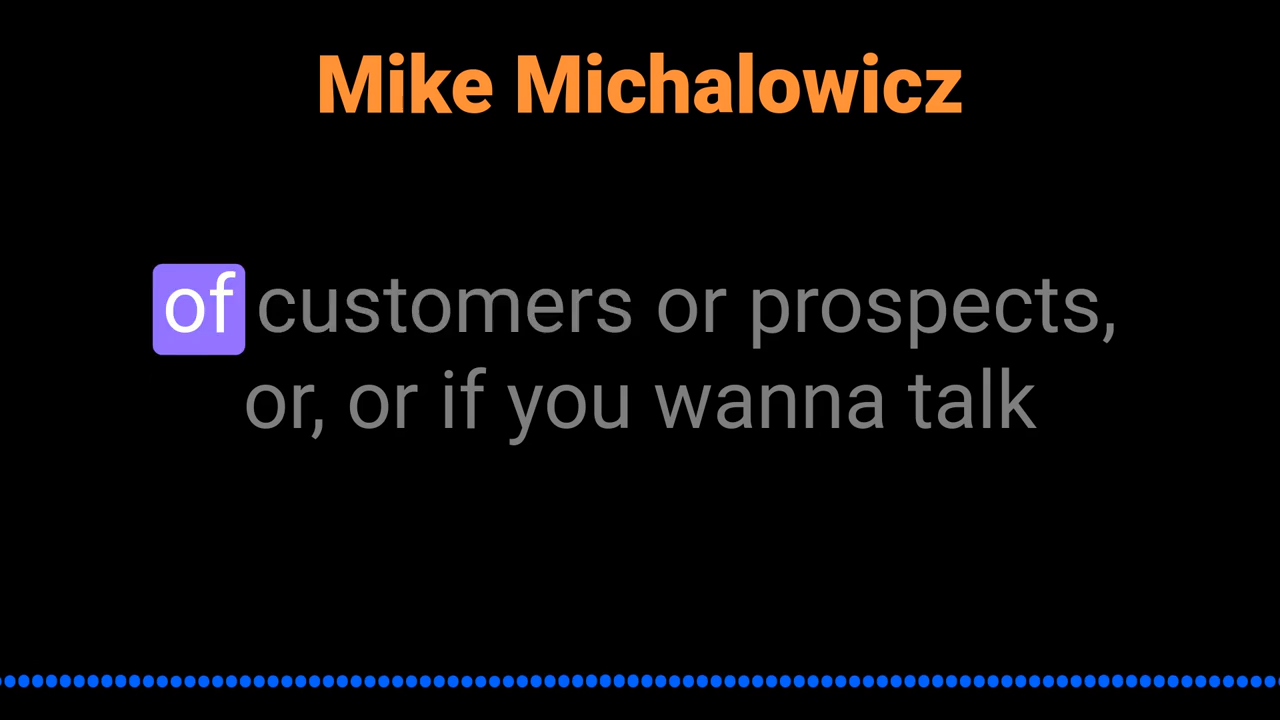 Mike Michalowicz
of customers or prospects,
or, or if you wanna talk